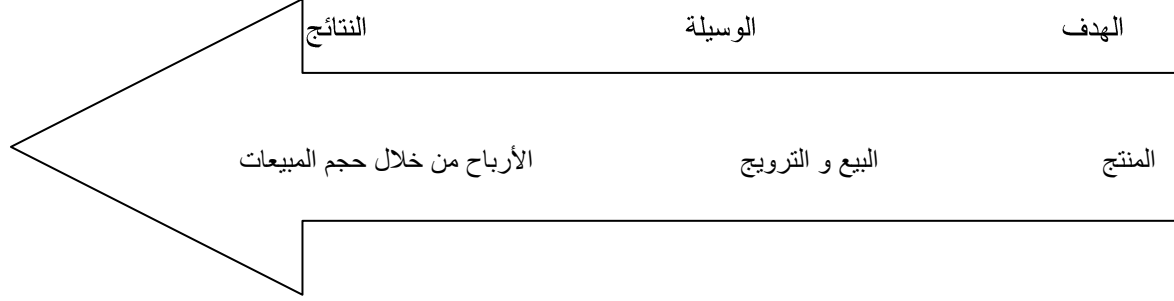 الهدف الوسيلة النتائج
المنتج البيع و الترويج الأرباح من خلال حجم المبيعات